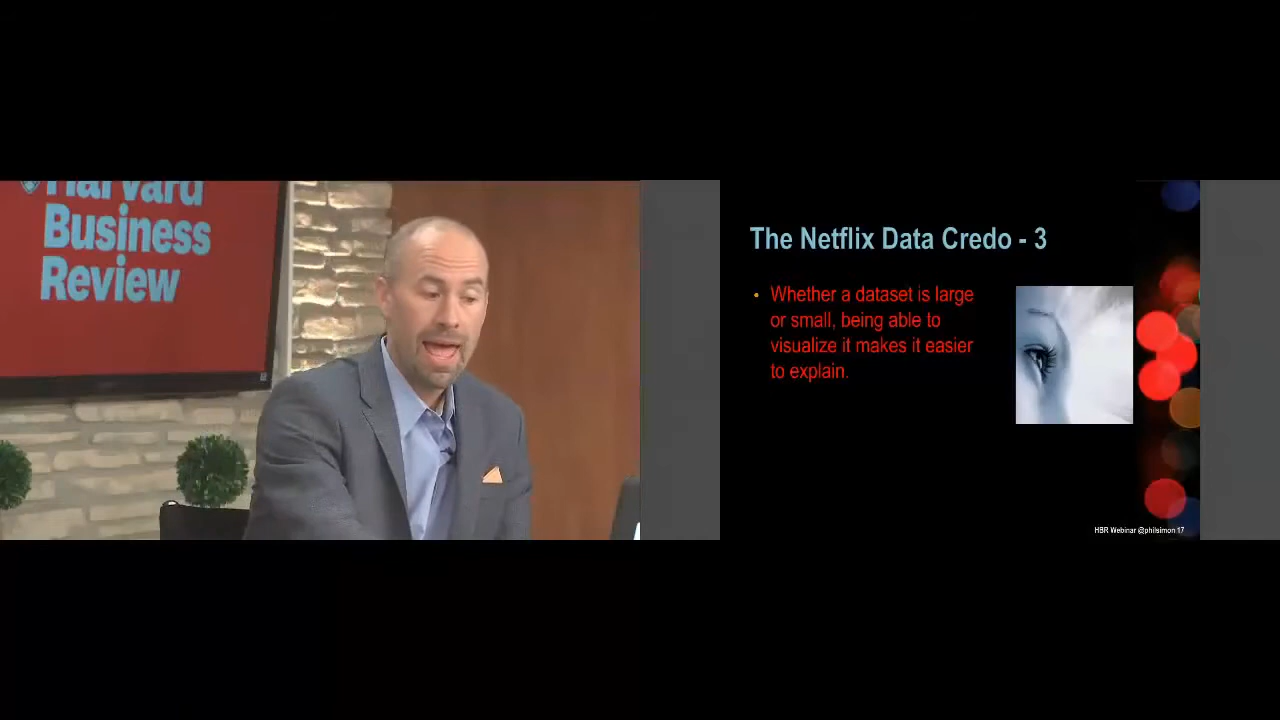 Harvard
Business
Review
The Netflix Data Credo - 3
• Whether a dataset is large
or small, being able to
visualize it makes it easier
to explain.
HBR Webinar @philsimon 17